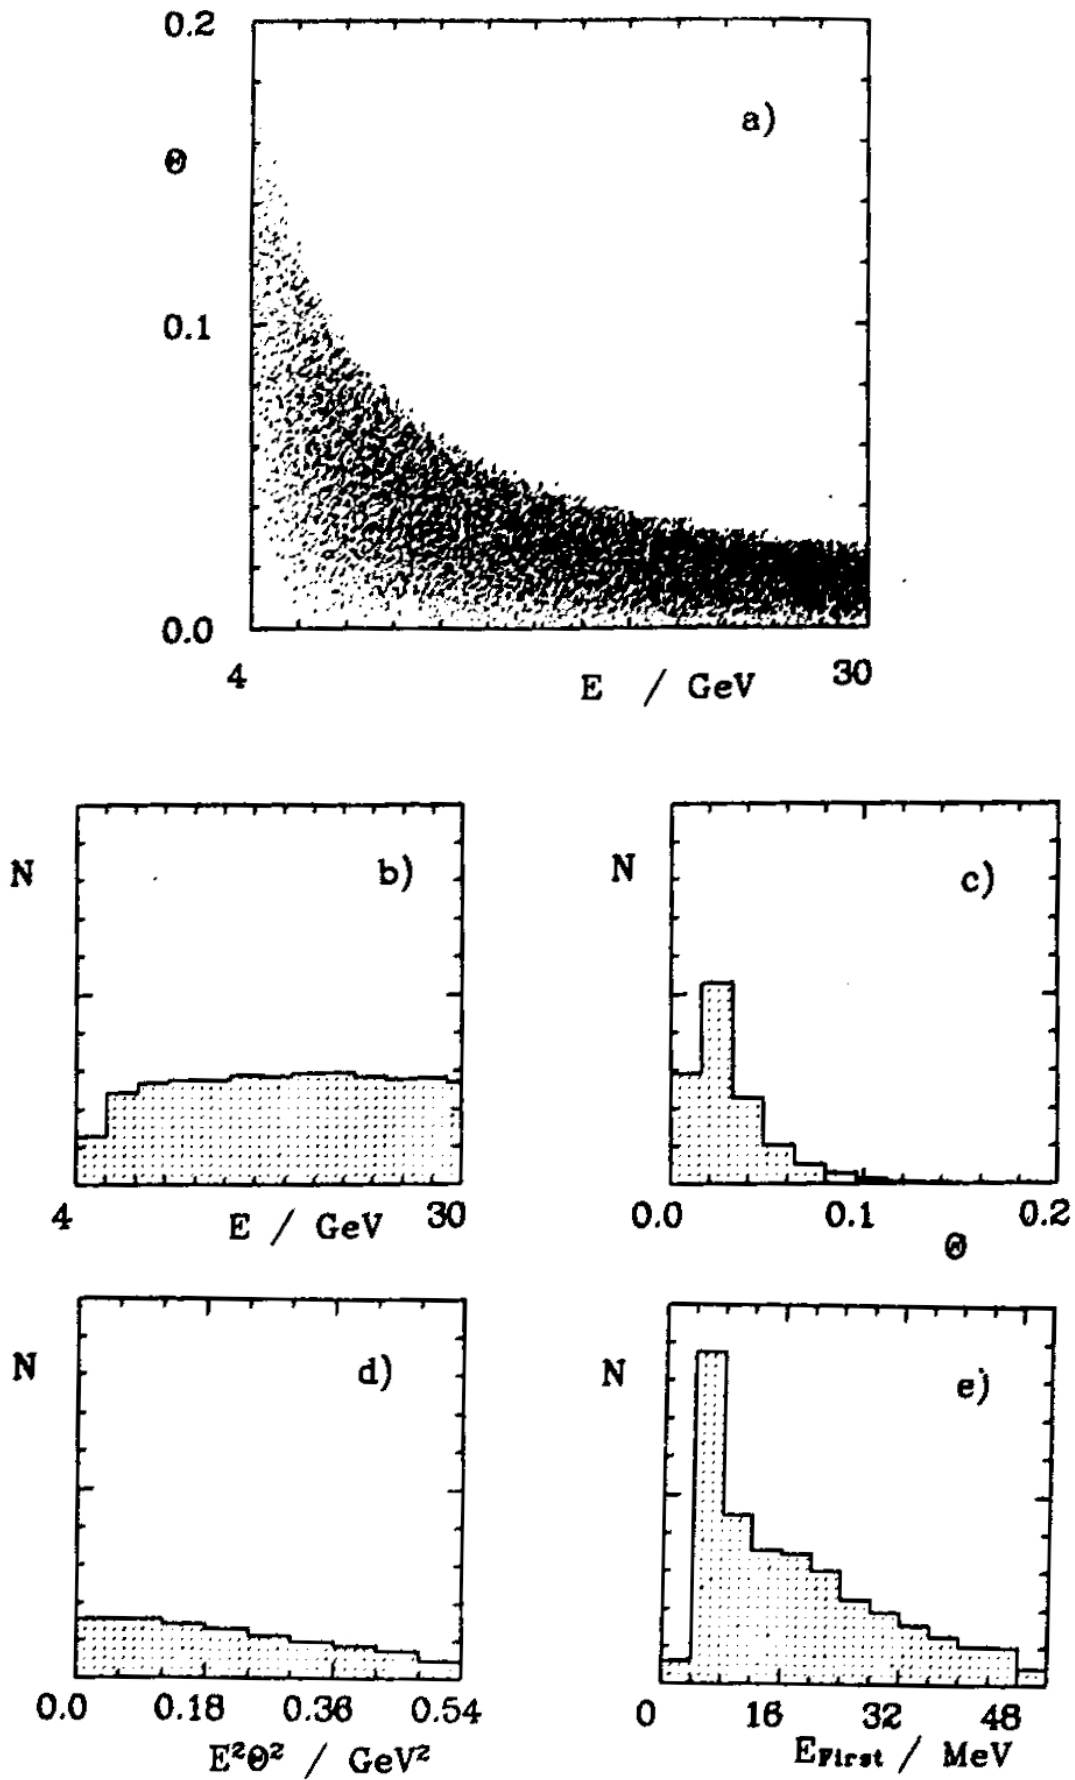 0.2
a)
Θ
0.1
0.0
4 30
E / GeV
N b)
4 30
E / GeV
N c)
0.0 0.1 0.2
Θ
N d)
0.0 0.18 0.36 0.54
E²Θ² / GeV²
N e)
0 16 32 48
E_First / MeV